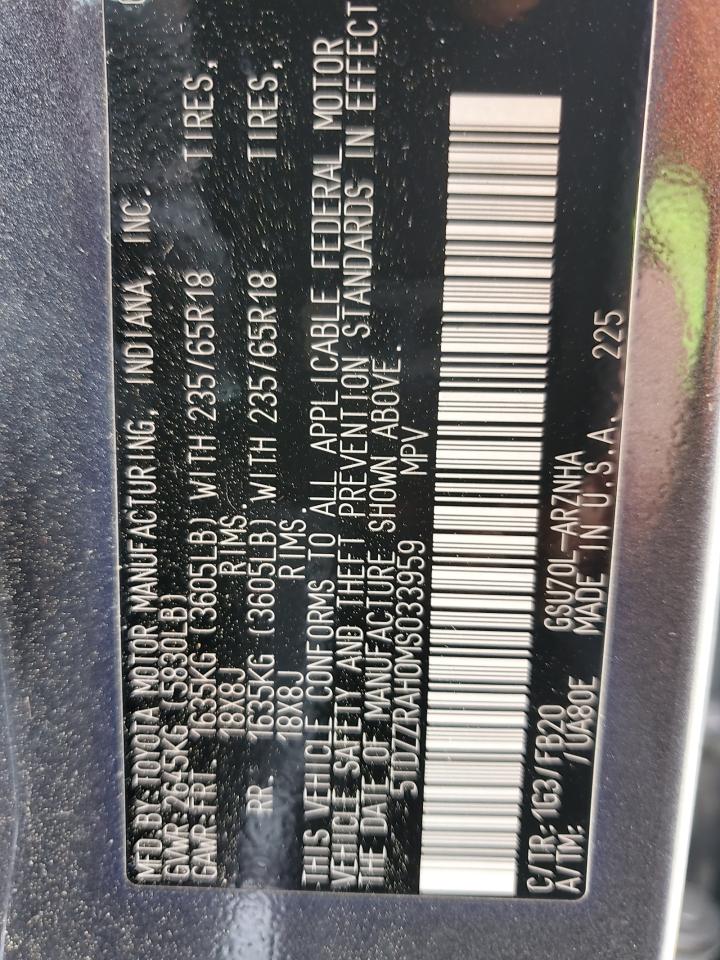 MFD. BY: TOYOTA MOTOR MANUFACTURING, INDIANA, INC.
GVWR: 2645KG (5830LB)
GAWR: FRT. 1635KG (3605LB) WITH 235/65R18 TIRES,
18X8J RIMS.
RR. 1635KG (3605LB) WITH 235/65R18 TIRES,
18X8J RIMS.
THIS VEHICLE CONFORMS TO ALL APPLICABLE FEDERAL MOTOR
VEHICLE SAFETY AND THEFT PREVENTION STANDARDS IN EFFECT
THE DATE OF MANUFACTURE SHOWN ABOVE.
5TDZZRAH0MS033959 MPV
C/TR: 1G3/FB20 GSU70L-ARZNHA
A/TM: /UA80E MADE IN U.S.A. 225